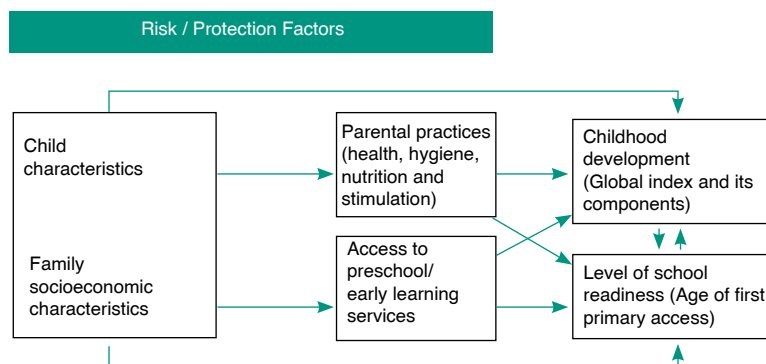 Risk / Protection Factors
Child
characteristics
Family
socioeconomic
characteristics
Parental practices
(health, hygiene,
nutrition and
stimulation)
Access to
preschool/
early learning
services
Childhood
development
(Global index and its
components)
Level of school
readiness (Age of first
primary access)